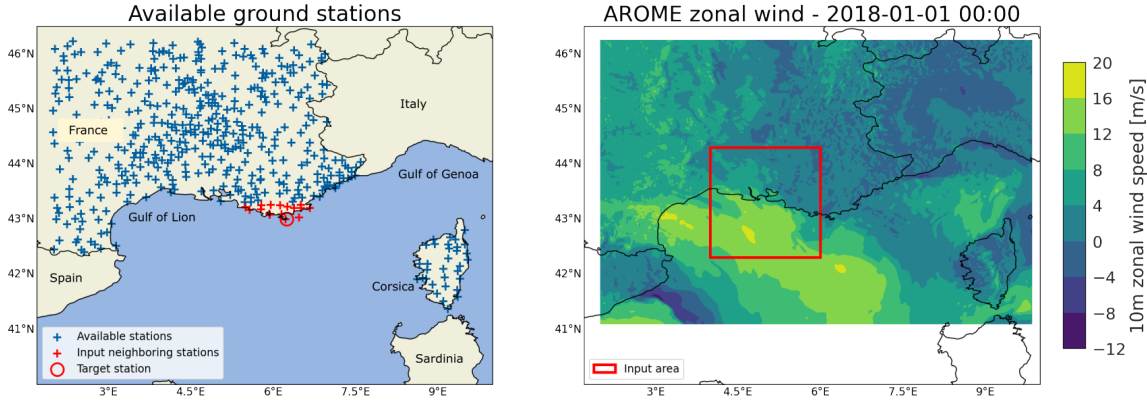 Available ground stations
46°N
45°N
44°N
43°N
42°N
41°N
3°E
4.5°E
6°E
7.5°E
9°E
France
Italy
Gulf of Genoa
Gulf of Lion
Spain
Corsica
Sardinia
Available stations
Input neighboring stations
Target station
AROME zonal wind - 2018-01-01 00:00
46°N
45°N
44°N
43°N
42°N
41°N
3°E
4.5°E
6°E
7.5°E
9°E
Input area
20
16
12
8
4
0
−4
−8
−12
10m zonal wind speed [m/s]